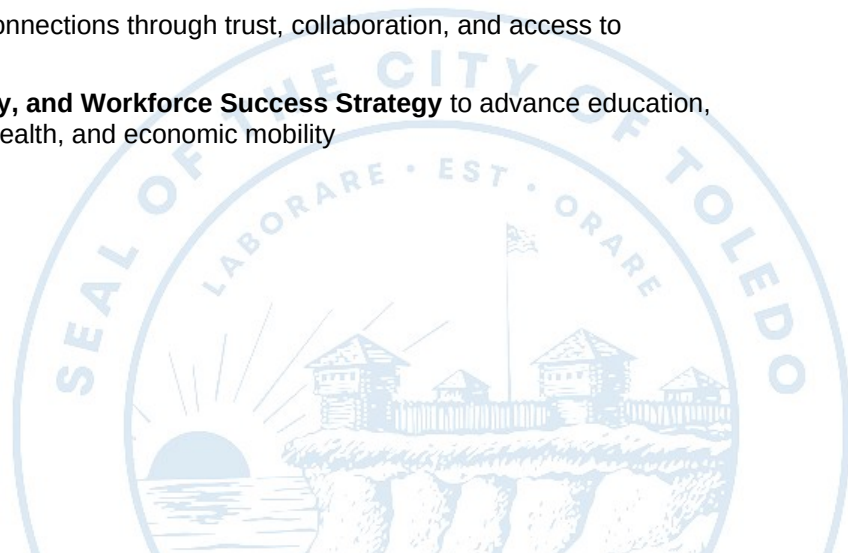 onnections through trust, collaboration, and access to
y, and Workforce Success Strategy to advance education,
ealth, and economic mobility
SEAL OF THE CITY OF TOLEDO
LABORARE • EST • ORARE